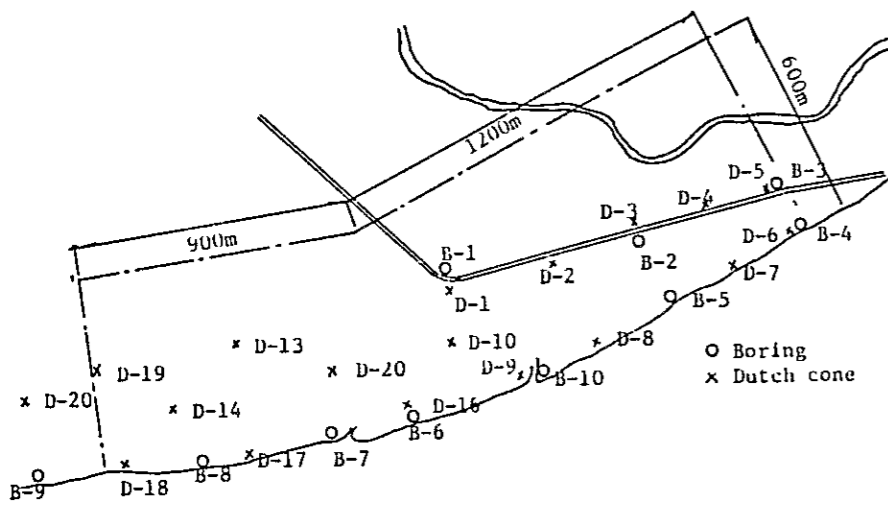 600m
1200m
D-5
B-3
D-4
D-3
900m
D-6
B-4
B-1
B-2
D-2
D-7
D-1
B-5
D-13
D-10
D-8
O Boring
D-19
D-20
D-9
B-10
x Dutch cone
D-20
D-14
D-16
B-6
D-17
B-7
B-8
B-9
D-18